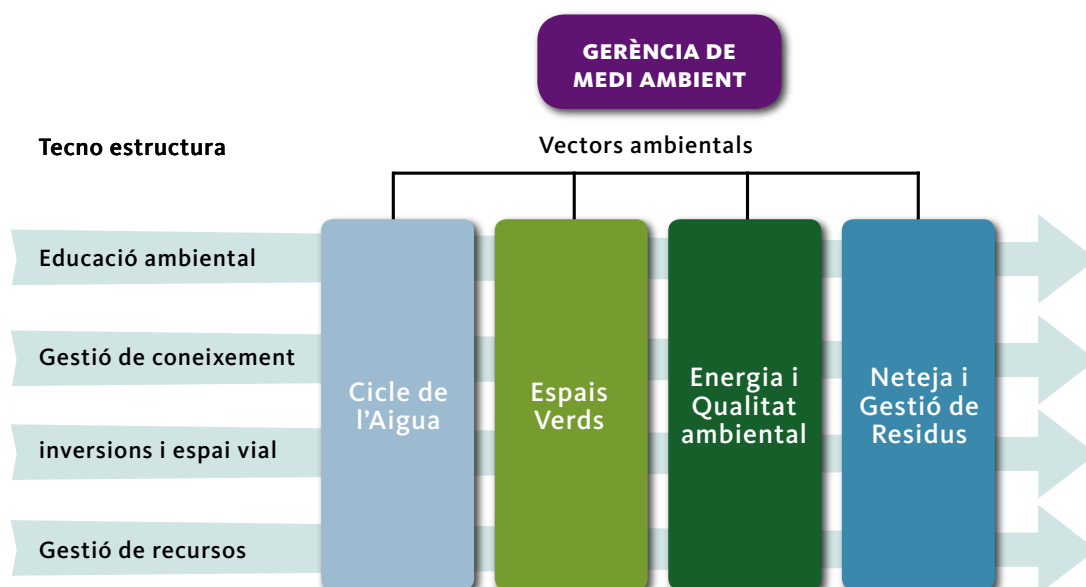 GERÈNCIA DE
MEDI AMBIENT
Tecno estructura
Vectors ambientals
Educació ambiental
Gestió de coneixement
inversions i espai vial
Gestió de recursos
Cicle de
l'Aigua
Espais
Verds
Energia i
Qualitat
ambiental
Neteja i
Gestió de
Residus